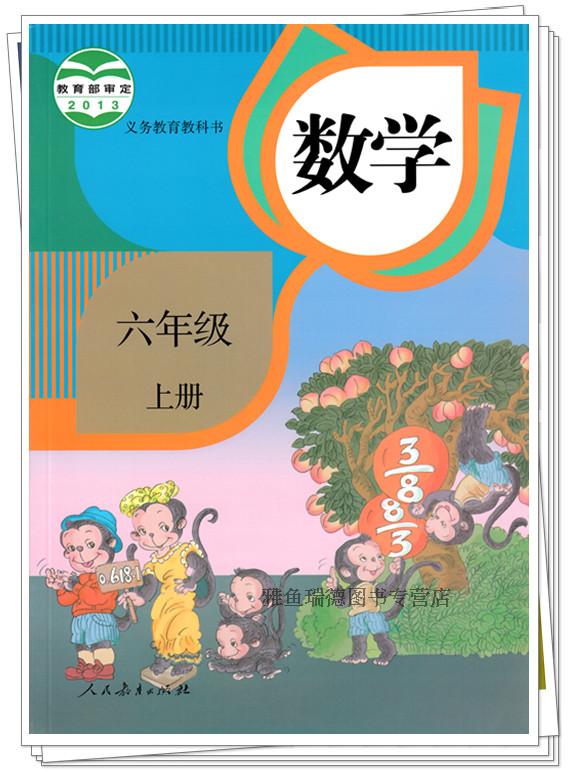 教育部审定
2013
义务教育教科书
数学
六年级
上册
3
8
8
3
0.618:1
雅鱼瑞德图书专营店
人民教育出版社